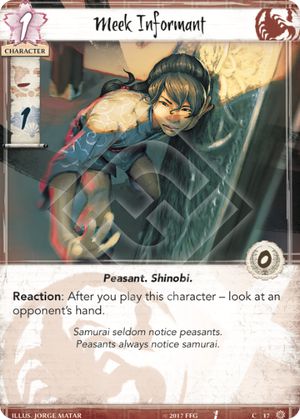 1
Meek Informant
CHARACTER
-
1
Peasant. Shinobi.
0
Reaction: After you play this character – look at an
opponent's hand.
Samurai seldom notice peasants.
Peasants always notice samurai.
ILLUS. JORGE MATAR
© 2017 FFG
1
C
17